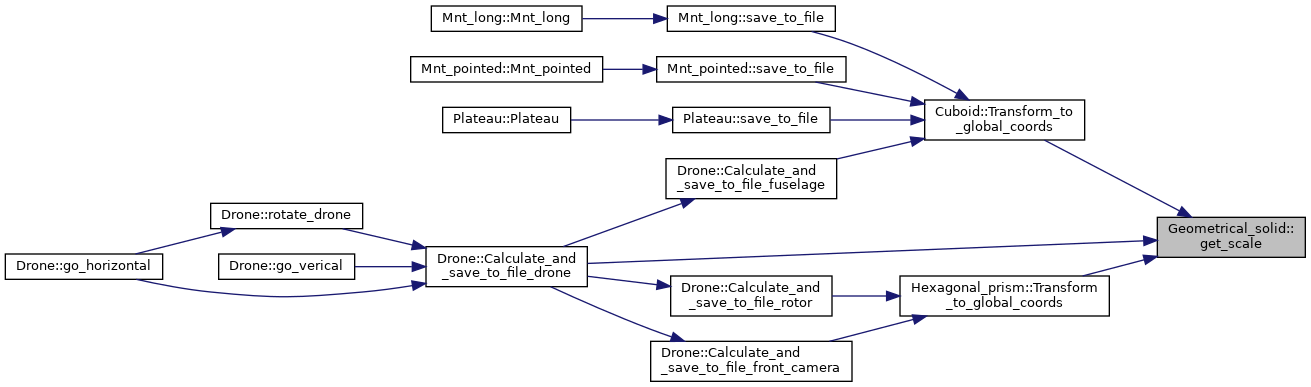 Mnt_long::Mnt_long
Mnt_long::save_to_file
Mnt_pointed::Mnt_pointed
Mnt_pointed::save_to_file
Cuboid::Transform_to
_global_coords
Plateau::Plateau
Plateau::save_to_file
Drone::Calculate_and
_save_to_file_fuselage
Drone::rotate_drone
Geometrical_solid::
get_scale
Drone::go_horizontal
Drone::go_verical
Drone::Calculate_and
_save_to_file_drone
Drone::Calculate_and
_save_to_file_rotor
Hexagonal_prism::Transform
_to_global_coords
Drone::Calculate_and
_save_to_file_front_camera